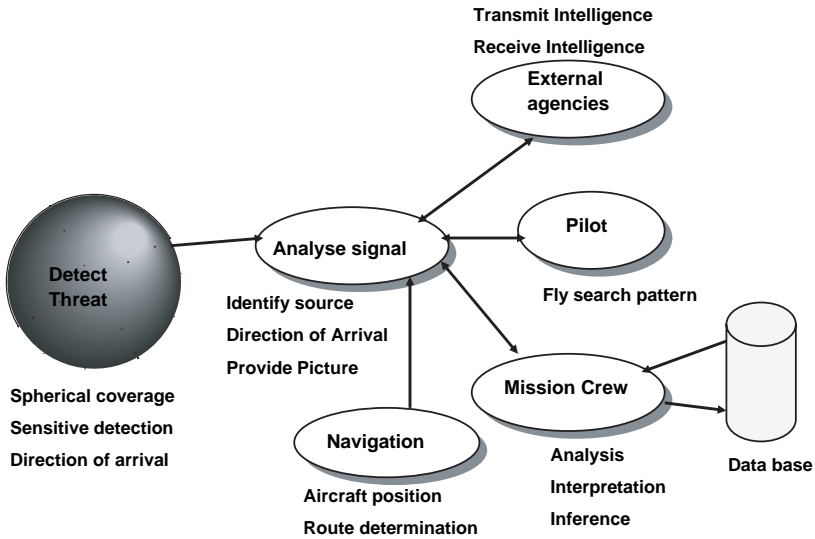 Transmit Intelligence
Receive Intelligence
External
agencies
Detect
Threat
Analyse signal
Pilot
Identify source
Direction of Arrival
Provide Picture
Fly search pattern
Spherical coverage
Sensitive detection
Direction of arrival
Navigation
Aircraft position
Route determination
Mission Crew
Analysis
Interpretation
Inference
Data base